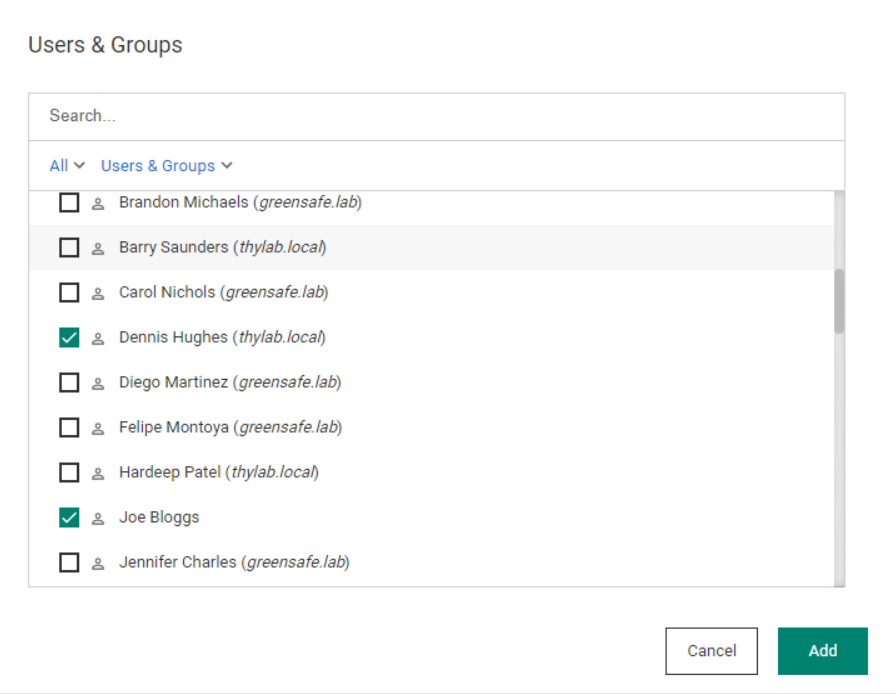 Users & Groups
Search...
All Users & Groups
Brandon Michaels (greensafe.lab)
Barry Saunders (thylab.local)
Carol Nichols (greensafe.lab)
Dennis Hughes (thylab.local)
Diego Martinez (greensafe.lab)
Felipe Montoya (greensafe.lab)
Hardeep Patel (thylab.local)
Joe Bloggs
Jennifer Charles (greensafe.lab)
Cancel Add